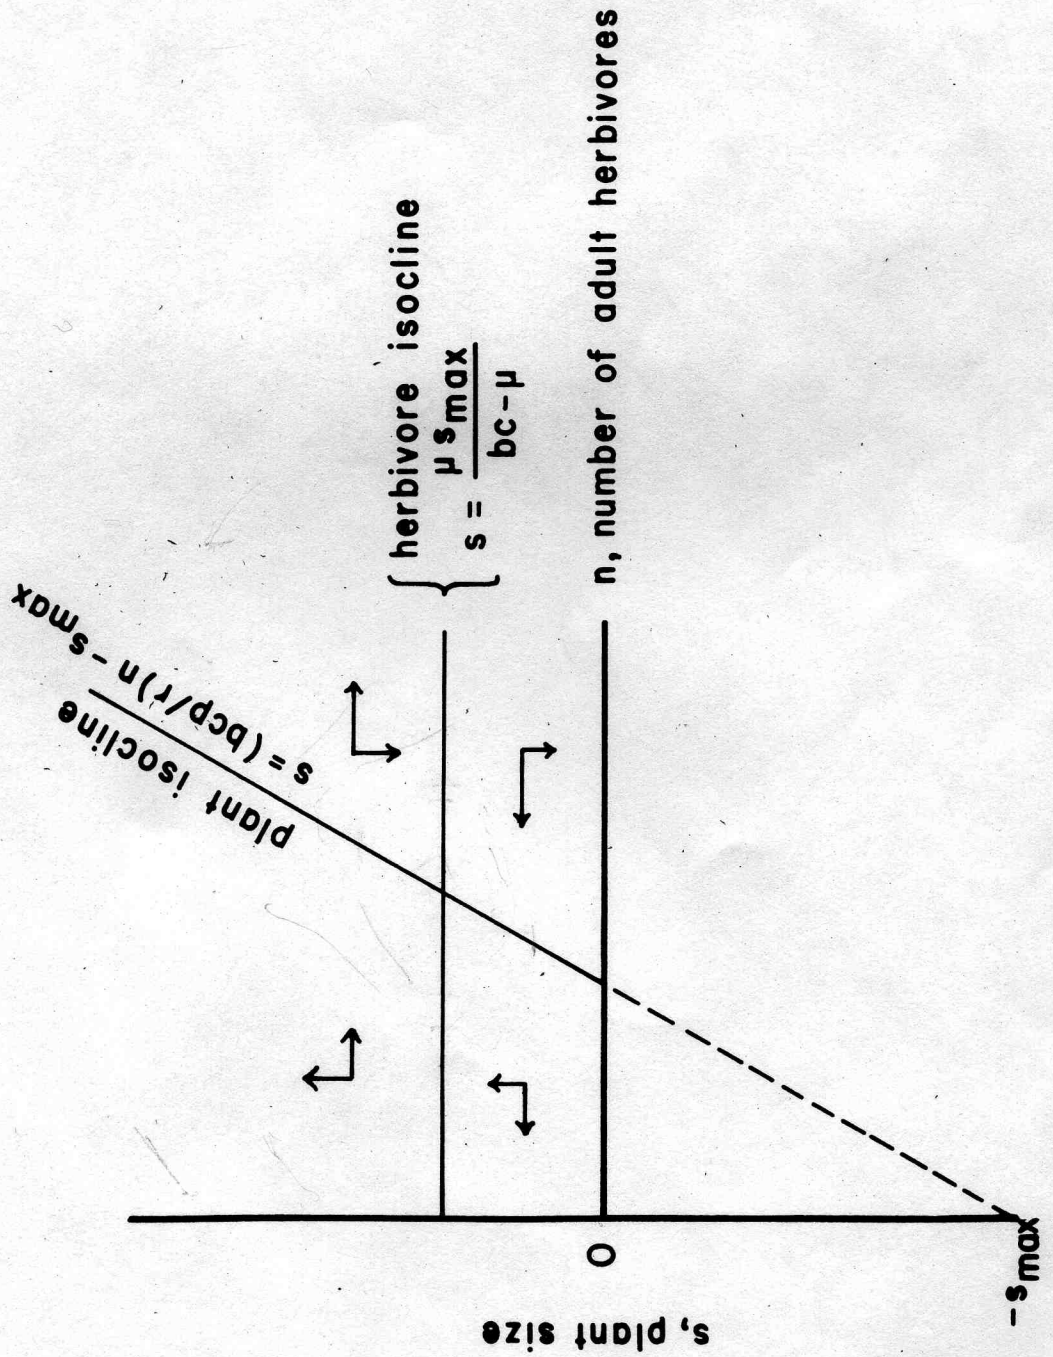 plant isocline
s = (bcp/r)n - s_max
herbivore isocline
s = μ s_max / bc - μ
n, number of adult herbivores
s, plant size
0
- s_max